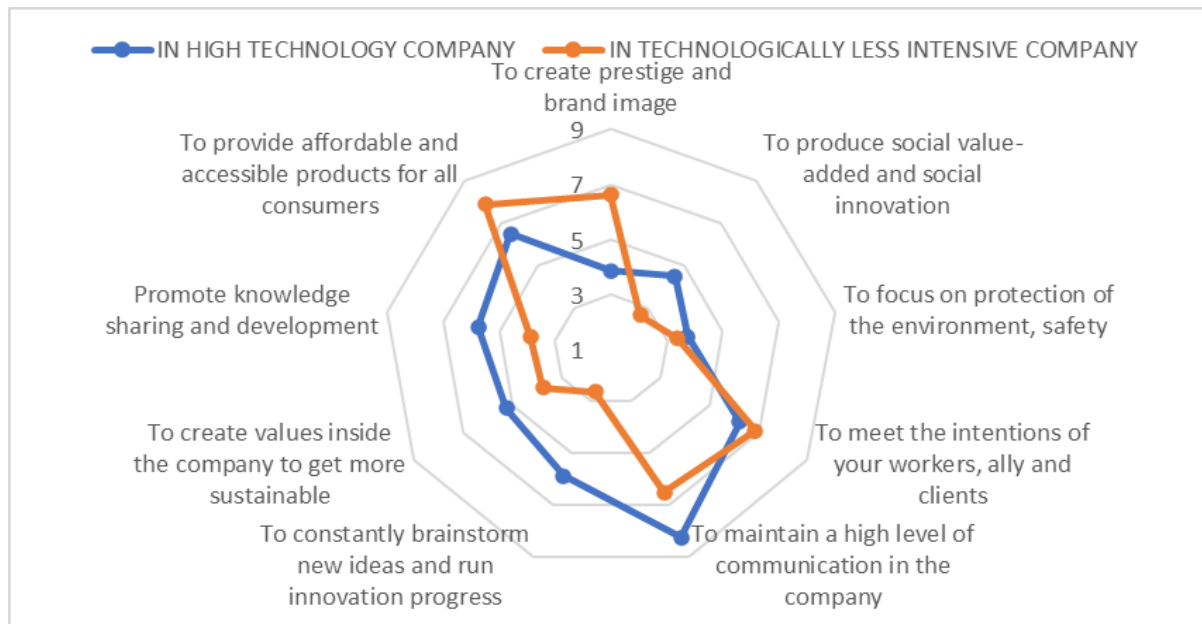 IN HIGH TECHNOLOGY COMPANY
IN TECHNOLOGICALLY LESS INTENSIVE COMPANY
To create prestige and
brand image
To produce social value-
added and social
innovation
To focus on protection of
the environment, safety
To meet the intentions of
your workers, ally and
clients
To maintain a high level of
communication in the
company
To constantly brainstorm
new ideas and run
innovation progress
To create values inside
the company to get more
sustainable
Promote knowledge
sharing and development
To provide affordable and
accessible products for all
consumers
9
7
5
3
1